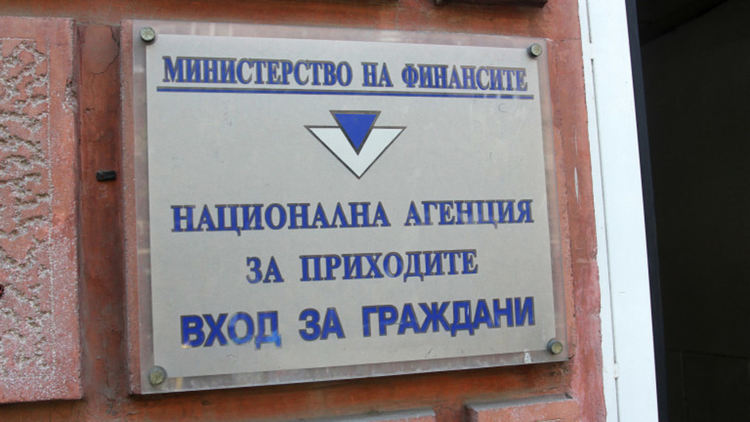 МИНИСТЕРСТВО НА ФИНАНСИТЕ
НАЦИОНАЛНА АГЕНЦИЯ
ЗА ПРИХОДИТЕ
ВХОД ЗА ГРАЖДАНИ